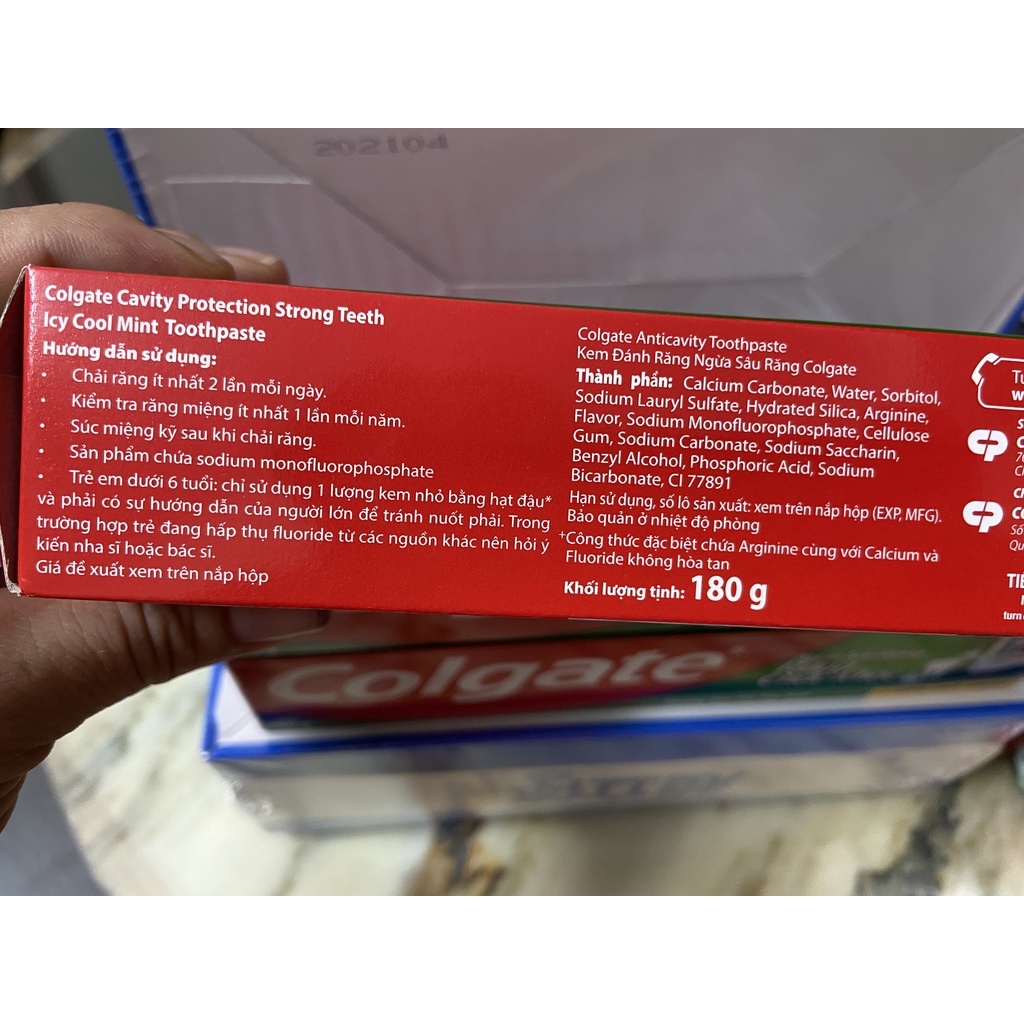 202104
Colgate Cavity Protection Strong Teeth
Icy Cool Mint Toothpaste
Hướng dẫn sử dụng:
• Chải răng ít nhất 2 lần mỗi ngày.
• Kiểm tra răng miệng ít nhất 1 lần mỗi năm.
• Súc miệng kỹ sau khi chải răng.
• Sản phẩm chứa sodium monofluorophosphate
• Trẻ em dưới 6 tuổi: chỉ sử dụng 1 lượng kem nhỏ bằng hạt đậu*
và phải có sự hướng dẫn của người lớn để tránh nuốt phải. Trong
trường hợp trẻ đang hấp thụ fluoride từ các nguồn khác nên hỏi ý
kiến nha sĩ hoặc bác sĩ.
Giá đề xuất xem trên nắp hộp
Colgate Anticavity Toothpaste
Kem Đánh Răng Ngừa Sâu Răng Colgate
Thành phần: Calcium Carbonate, Water, Sorbitol,
Sodium Lauryl Sulfate, Hydrated Silica, Arginine,
Flavor, Sodium Monofluorophosphate, Cellulose
Gum, Sodium Carbonate, Sodium Saccharin,
Benzyl Alcohol, Phosphoric Acid, Sodium
Bicarbonate, CI 77891
Hạn sử dụng, số lô sản xuất: xem trên nắp hộp (EXP, MFG).
Bảo quản ở nhiệt độ phòng
+Công thức đặc biệt chứa Arginine cùng với Calcium và
Fluoride không hòa tan
Khối lượng tịnh: 180 g
CP
CP
turn
Colgate